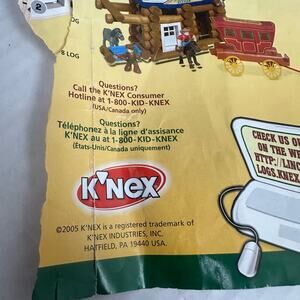 LOG
8 LOG
Questions?
Call the K'NEX Consumer
Hotline at 1-800-KID-KNEX
(USA/Canada only)
Questions?
Téléphonez à la ligne d'assistance
K'NEX au at 1-800-KID-KNEX
(États-Unis/Canada uniquement)
K'NEX
©2005 K'NEX is a registered trademark of
K'NEX INDUSTRIES, INC.
HATFIELD, PA 19440 USA.
CHECK US OU
ON THE W
HTTP://LINC
LOGS.KNEX